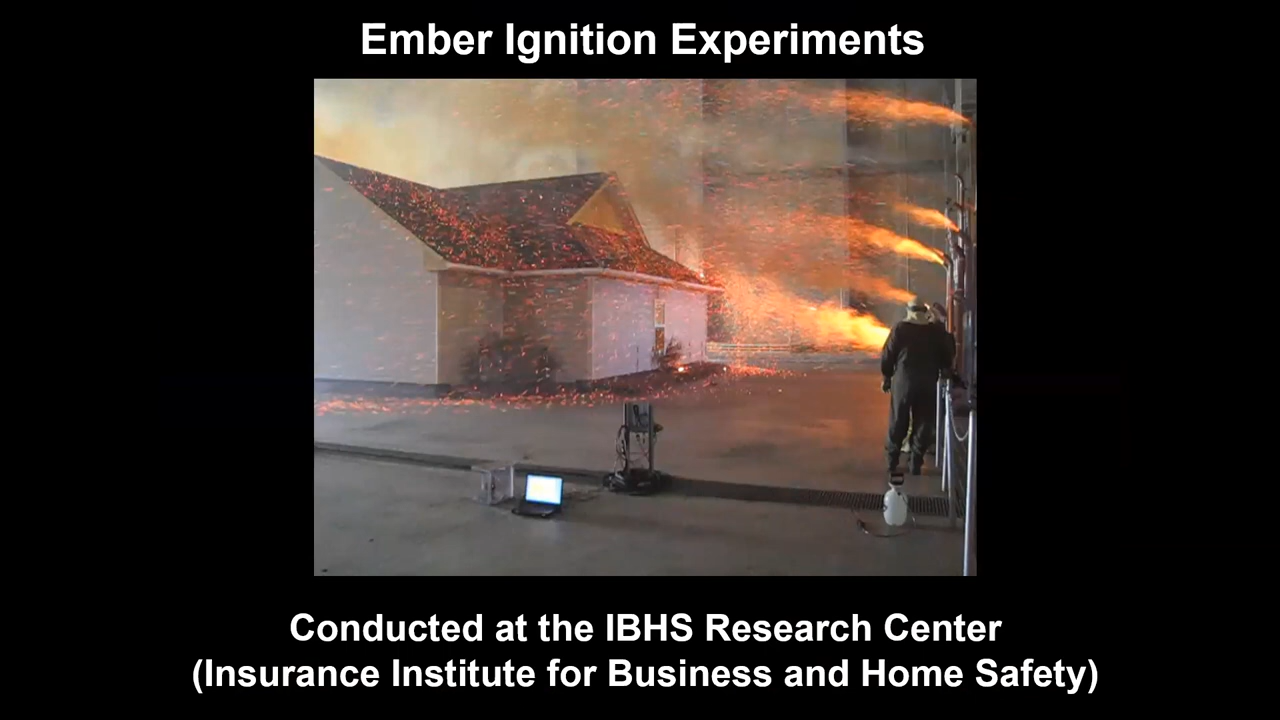 Ember Ignition Experiments
Conducted at the IBHS Research Center
(Insurance Institute for Business and Home Safety)